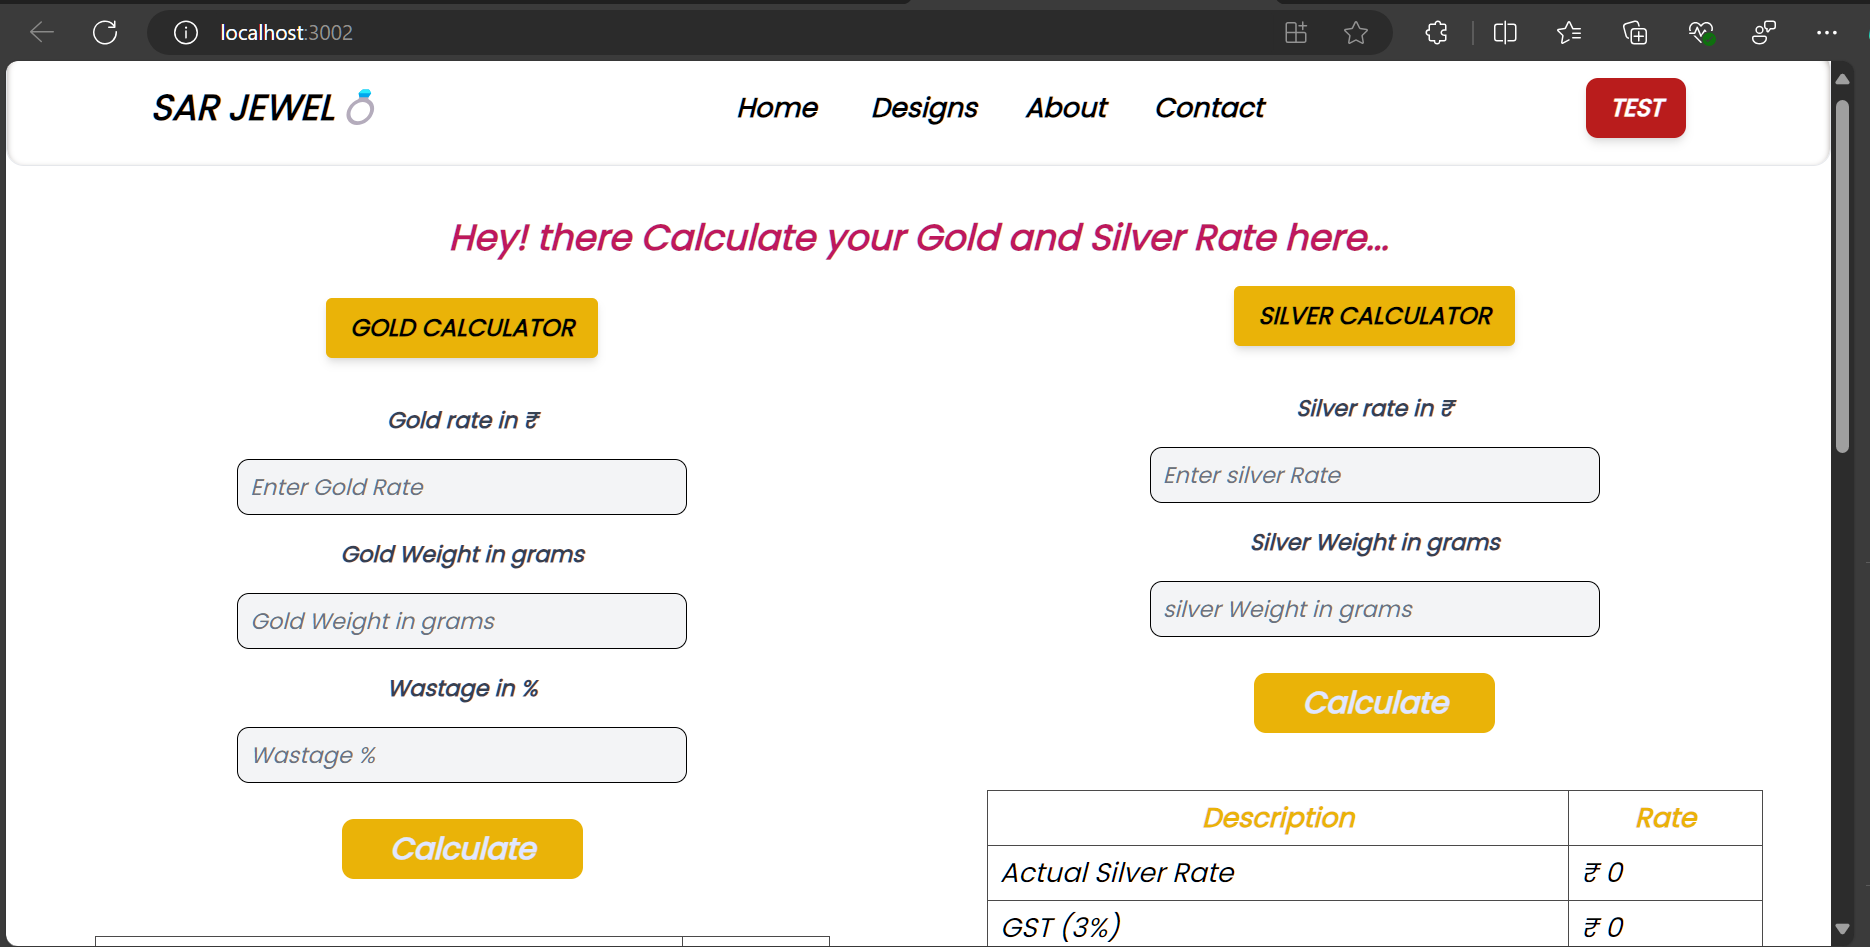 localhost:3002
SAR JEWEL
Home Designs About Contact
TEST
Hey! there Calculate your Gold and Silver Rate here...
GOLD CALCULATOR
Gold rate in ₹
Enter Gold Rate
Gold Weight in grams
Gold Weight in grams
Wastage in %
Wastage %
Calculate
SILVER CALCULATOR
Silver rate in ₹
Enter silver Rate
Silver Weight in grams
silver Weight in grams
Calculate
Description Rate
Actual Silver Rate ₹ 0
GST (3%) ₹ 0